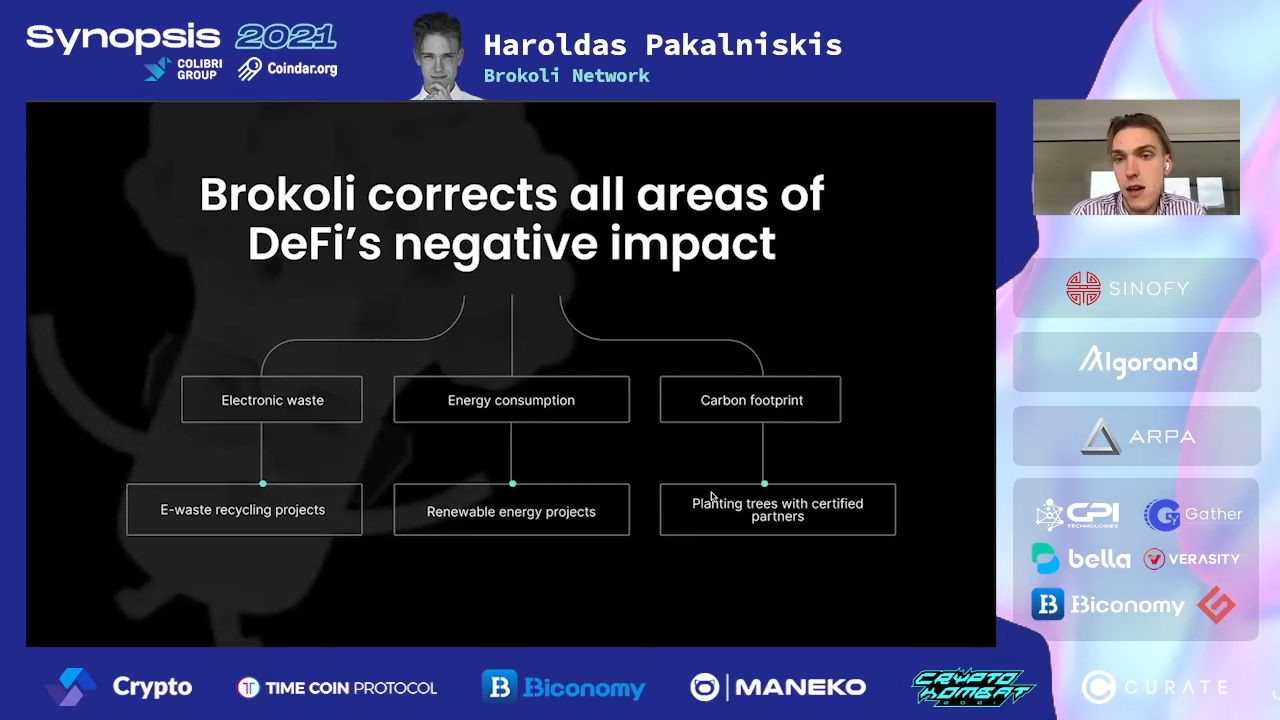 Synopsis 2021
COLIBRI
GROUP
Coindar.org
Haroldas Pakalniskis
Brokoli Network
Brokoli corrects all areas of
DeFi’s negative impact
Electronic waste
Energy consumption
Carbon footprint
E-waste recycling projects
Renewable energy projects
Planting trees with certified
partners
SINOFY
Algorand
ARPA
CPI
TECHNOLOGIES
Gather
bella
VERASITY
Biconomy
Crypto
TIME COIN PROTOCOL
Biconomy
MANEKO
CRYPTO
KOMBAT
2021
CURATE